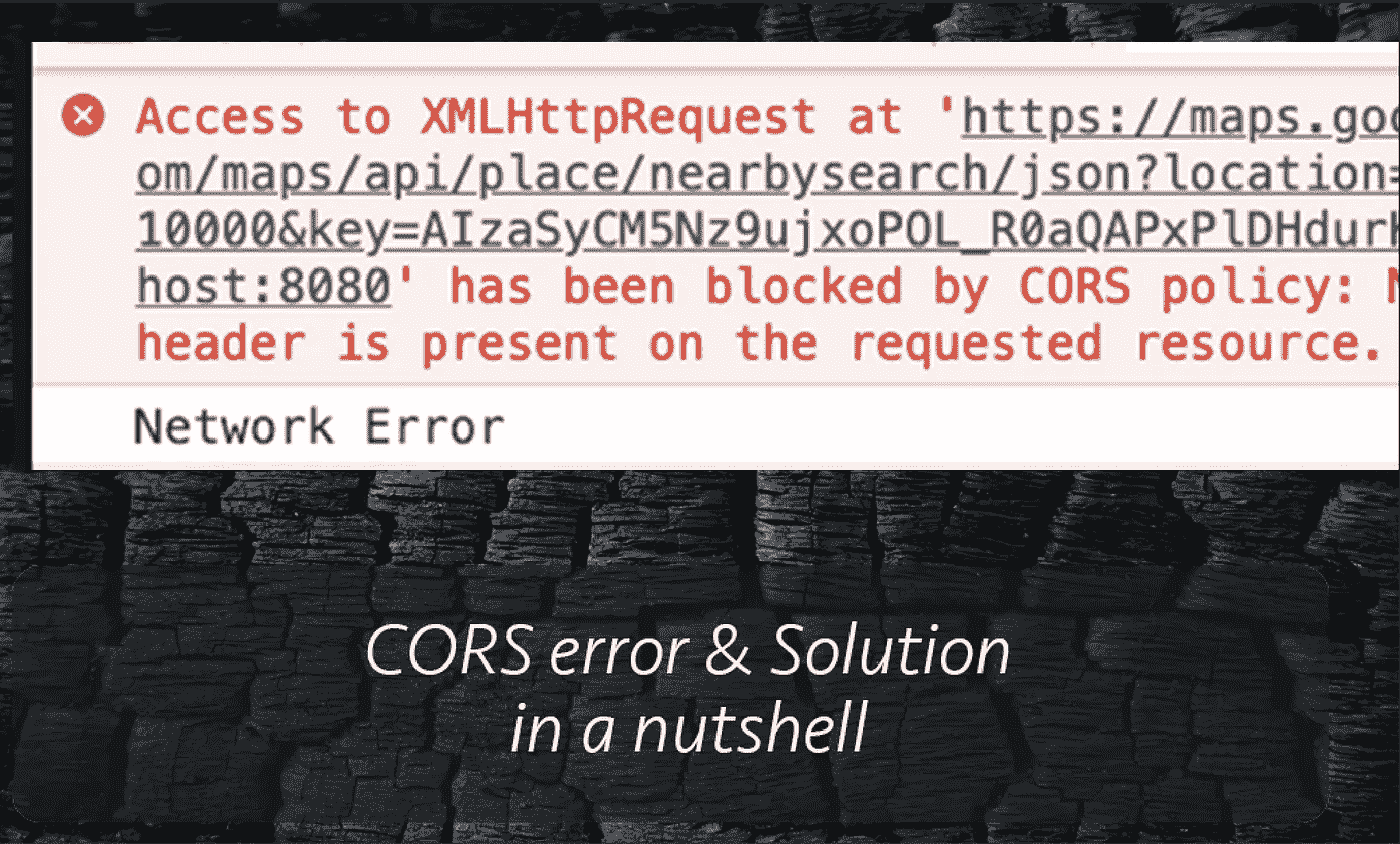 Access to XMLHttpRequest at 'https://maps.goo
om/maps/api/place/nearbysearch/json?location=
10000&key=AIzaSyCM5Nz9ujxoPOL_R0aQAPxPlDHdur
host:8080' has been blocked by CORS policy: N
header is present on the requested resource.
Network Error
CORS error & Solution
in a nutshell